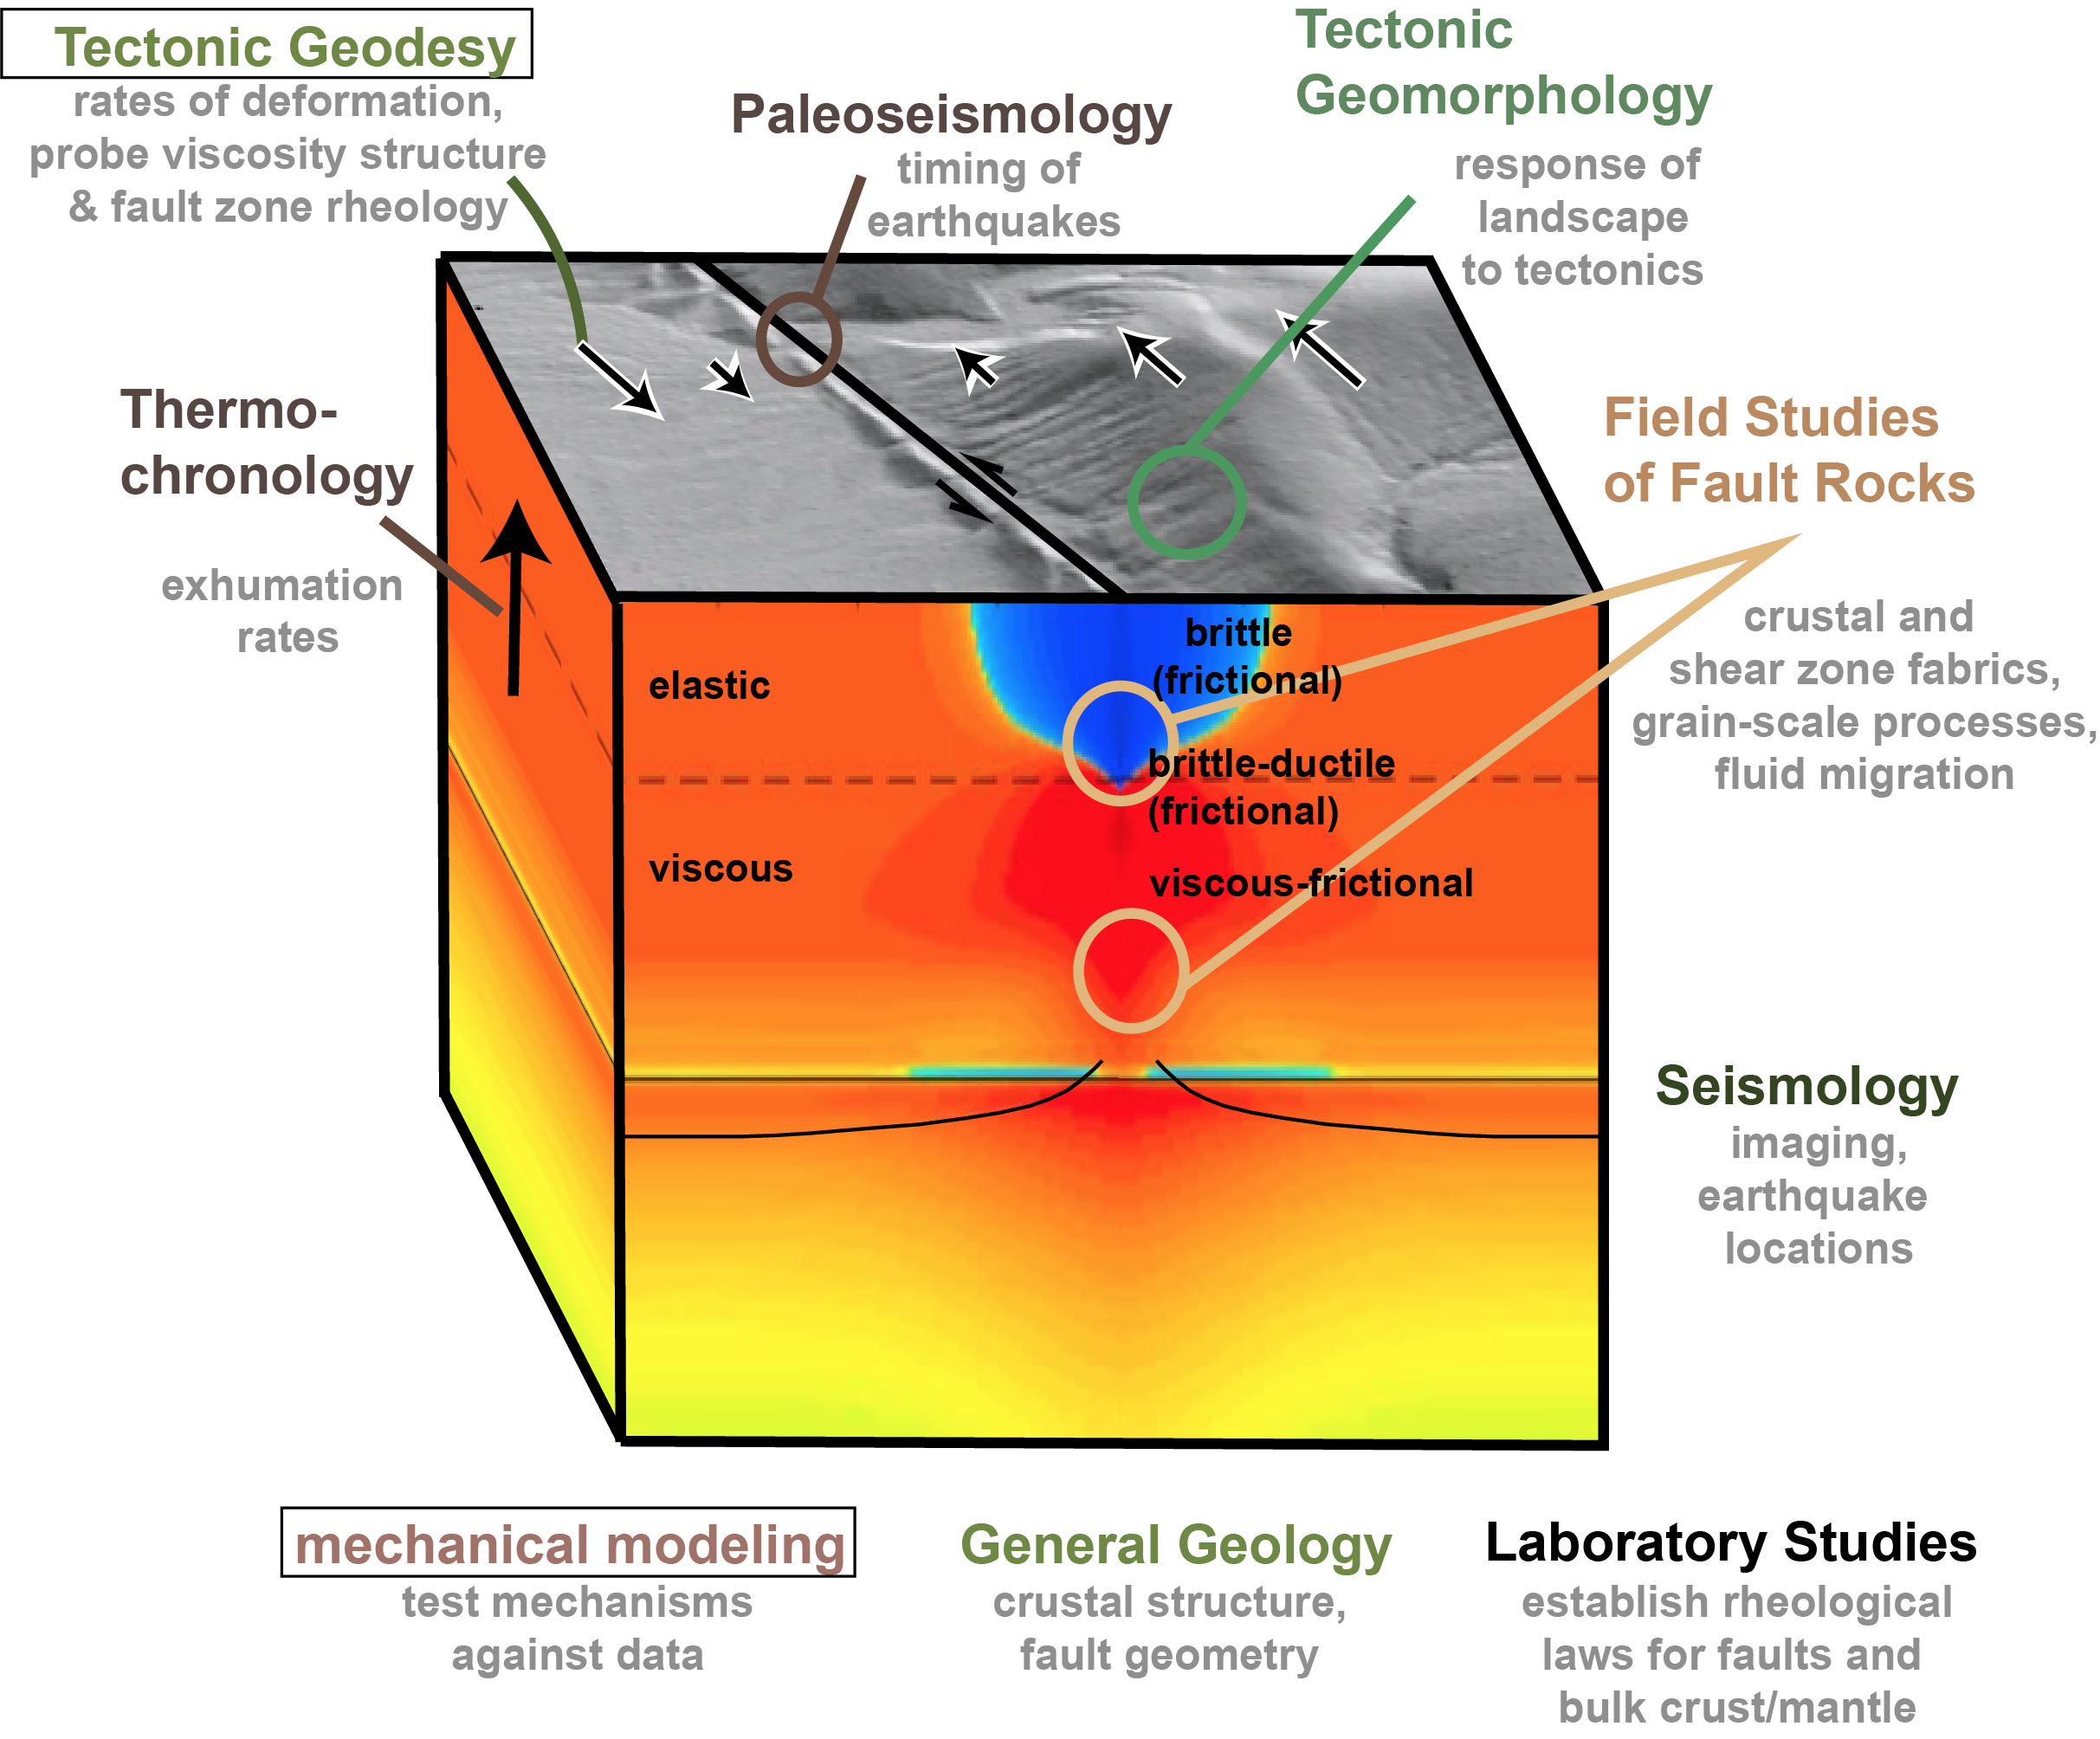 Tectonic Geodesy
rates of deformation,
probe viscosity structure
& fault zone rheology
Paleoseismology
timing of
earthquakes
Tectonic
Geomorphology
response of
landscape
to tectonics
Thermo-
chronology
exhumation
rates
Field Studies
of Fault Rocks
crustal and
shear zone fabrics,
grain-scale processes,
fluid migration
elastic
brittle
(frictional)
brittle-ductile
(frictional)
viscous
viscous-frictional
Seismology
imaging,
earthquake
locations
mechanical modeling
test mechanisms
against data
General Geology
crustal structure,
fault geometry
Laboratory Studies
establish rheological
laws for faults and
bulk crust/mantle